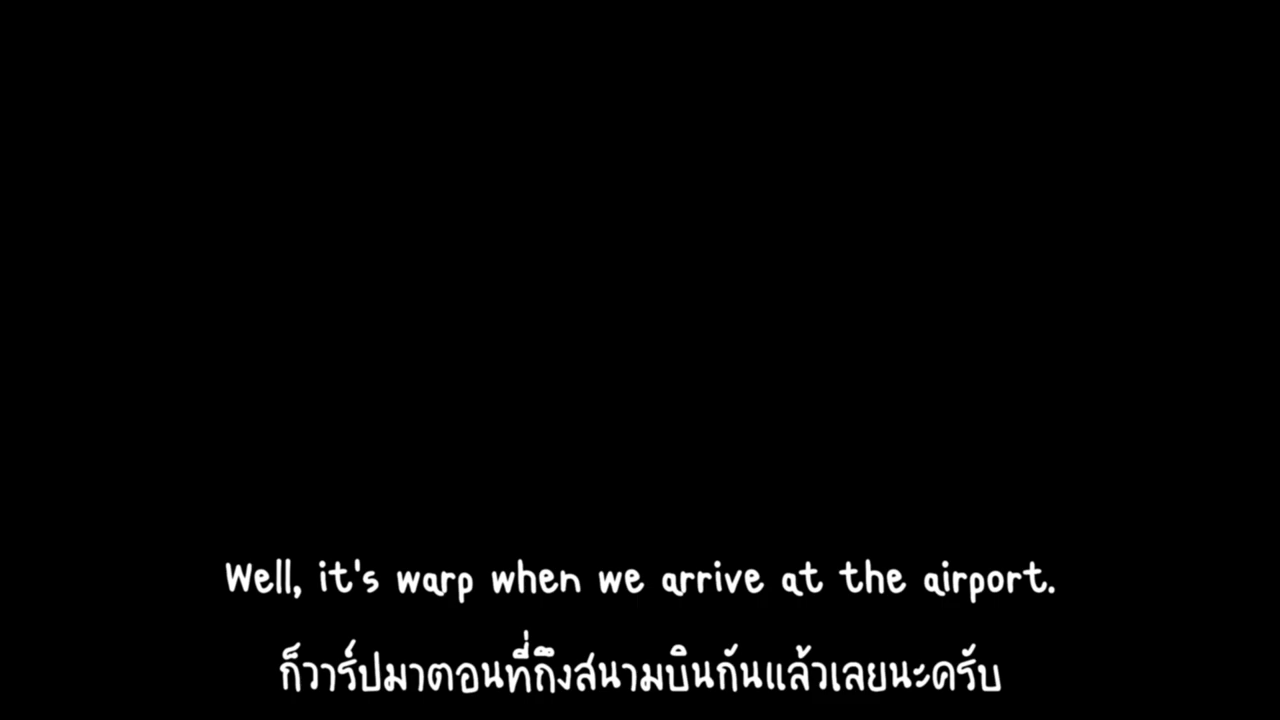 Well, it's warp when we arrive at the airport.
ก็วาร์ปมาตอนที่ถึงสนามบินกันแล้วเลยนะครับ